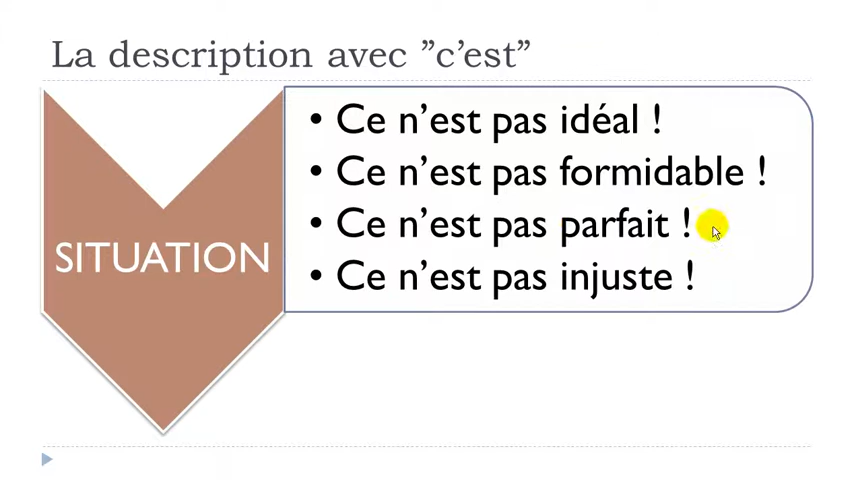 La description avec ”c’est”
SITUATION
• Ce n’est pas idéal !
• Ce n’est pas formidable !
• Ce n’est pas parfait !
• Ce n’est pas injuste !